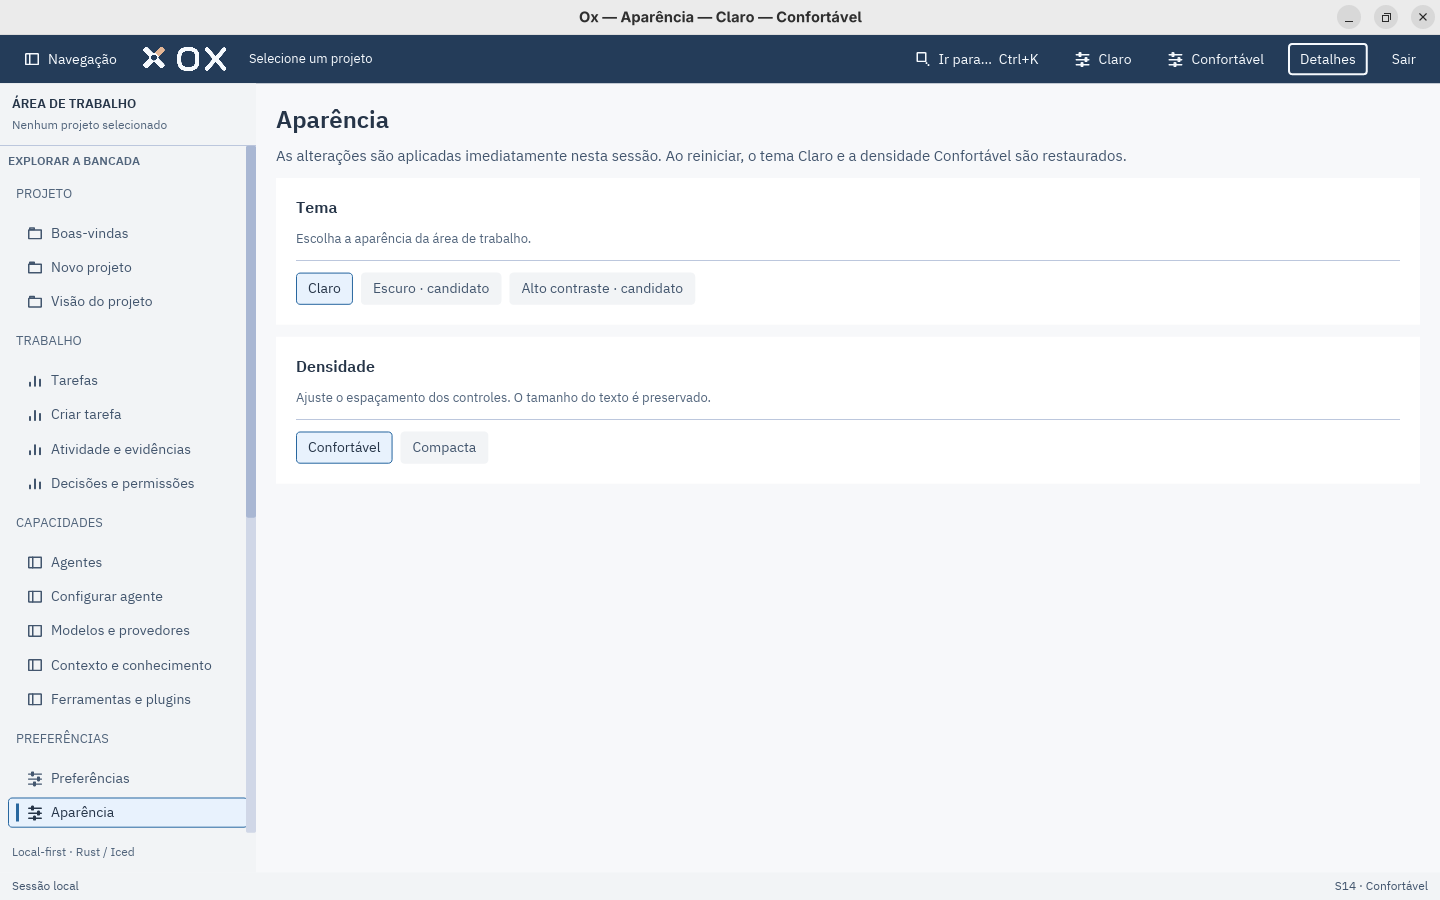 Ox — Aparência — Claro — Confortável
Navegação
OX
Selecione um projeto
Ir para... Ctrl+K
Claro
Confortável
Detalhes
Sair
ÁREA DE TRABALHO
Nenhum projeto selecionado
EXPLORAR A BANCADA
PROJETO
Boas-vindas
Novo projeto
Visão do projeto
TRABALHO
Tarefas
Criar tarefa
Atividade e evidências
Decisões e permissões
CAPACIDADES
Agentes
Configurar agente
Modelos e provedores
Contexto e conhecimento
Ferramentas e plugins
PREFERÊNCIAS
Preferências
Aparência
Local-first · Rust / Iced
Aparência
As alterações são aplicadas imediatamente nesta sessão. Ao reiniciar, o tema Claro e a densidade Confortável são restaurados.
Tema
Escolha a aparência da área de trabalho.
Claro
Escuro · candidato
Alto contraste · candidato
Densidade
Ajuste o espaçamento dos controles. O tamanho do texto é preservado.
Confortável
Compacta
Sessão local
S14 · Confortável